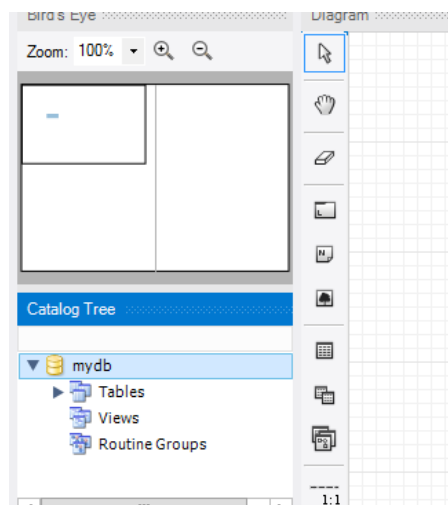 Bird's Eye
Diagram
Zoom: 100%
Catalog Tree
mydb
Tables
Views
Routine Groups
1:1